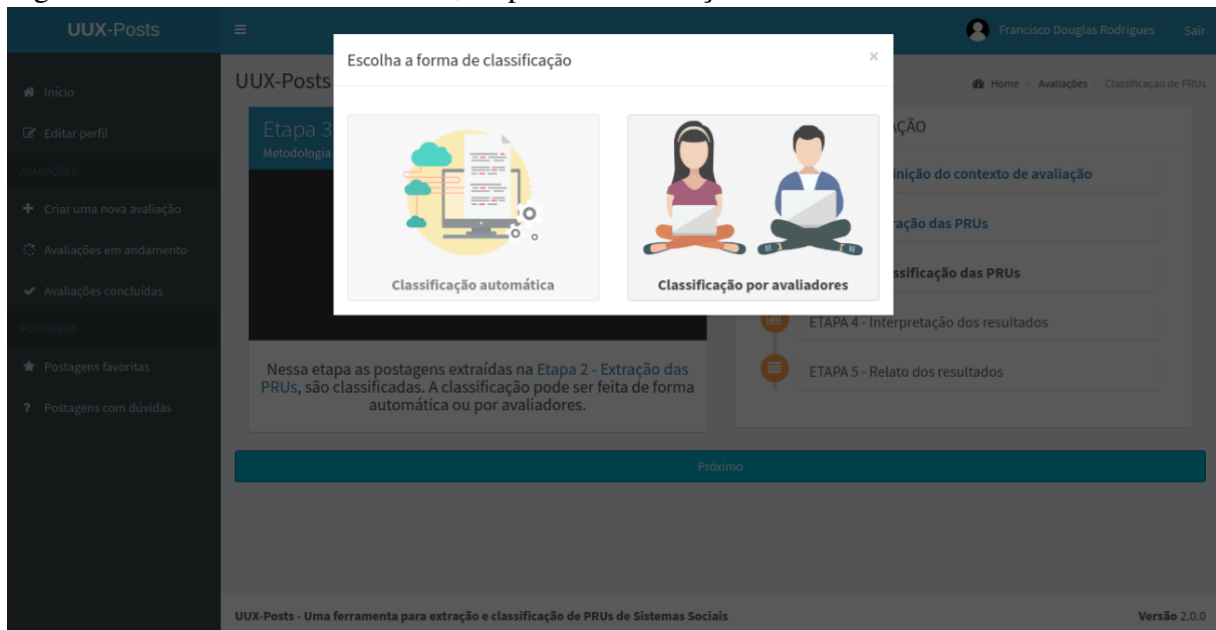 UUX-Posts
Francisco Douglas Rodrigues
Sair
Escolha a forma de classificação
×
UUX-Posts
Home
Avaliações
Classificaçao de PRUs
Início
Editar perfil
AVALIAÇÕES
Criar uma nova avaliação
Avaliações em andamento
Avaliações concluídas
POSTAGENS
Postagens favoritas
Postagens com dúvidas
Etapa 3
Metodologia
Classificação automática
Classificação por avaliadores
AÇÃO
inição do contexto de avaliação
ração das PRUs
ssificação das PRUs
ETAPA 4 - Interpretação dos resultados
ETAPA 5 - Relato dos resultados
Nessa etapa as postagens extraídas na Etapa 2 - Extração das
PRUs, são classificadas. A classificação pode ser feita de forma
automática ou por avaliadores.
Próximo
UUX-Posts - Uma ferramenta para extração e classificação de PRUs de Sistemas Sociais
Versão 2.0.0